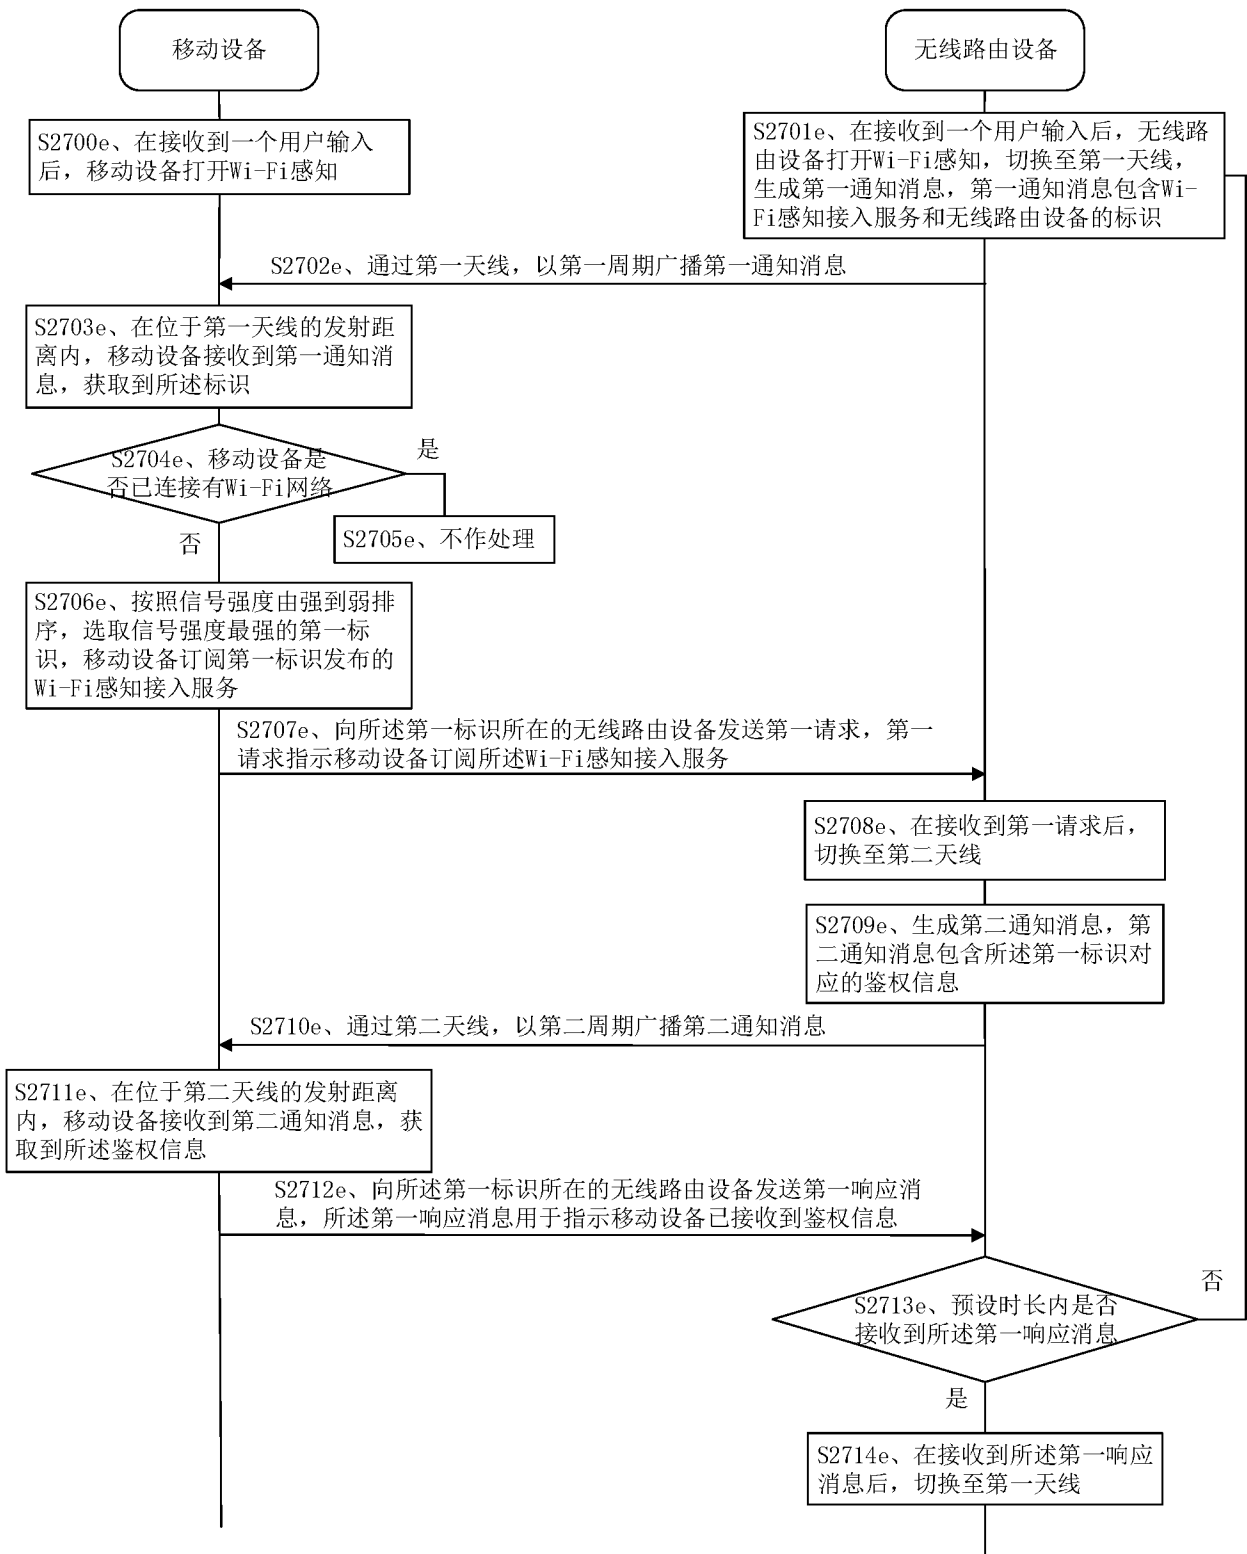 移动设备
无线路由设备
S2700e、在接收到一个用户输入
后，移动设备打开Wi-Fi感知
S2701e、在接收到一个用户输入后，无线路
由设备打开Wi-Fi感知，切换至第一天线，
生成第一通知消息，第一通知消息包含Wi-
Fi感知接入服务和无线路由设备的标识
S2702e、通过第一天线，以第一周期广播第一通知消息
S2703e、在位于第一天线的发射距
离内，移动设备接收到第一通知消
息，获取到所述标识
S2704e、移动设备是
否已连接有Wi-Fi网络
是
S2705e、不作处理
否
S2706e、按照信号强度由强到弱排
序，选取信号强度最强的第一标
识，移动设备订阅第一标识发布的
Wi-Fi感知接入服务
S2707e、向所述第一标识所在的无线路由设备发送第一请求，第一
请求指示移动设备订阅所述Wi-Fi感知接入服务
S2708e、在接收到第一请求后，
切换至第二天线
S2709e、生成第二通知消息，第
二通知消息包含所述第一标识对
应的鉴权信息
S2710e、通过第二天线，以第二周期广播第二通知消息
S2711e、在位于第二天线的发射距离
内，移动设备接收到第二通知消息，获
取到所述鉴权信息
S2712e、向所述第一标识所在的无线路由设备发送第一响应消
息，所述第一响应消息用于指示移动设备已接收到鉴权信息
S2713e、预设时长内是否
接收到所述第一响应消息
否
是
S2714e、在接收到所述第一响应
消息后，切换至第一天线